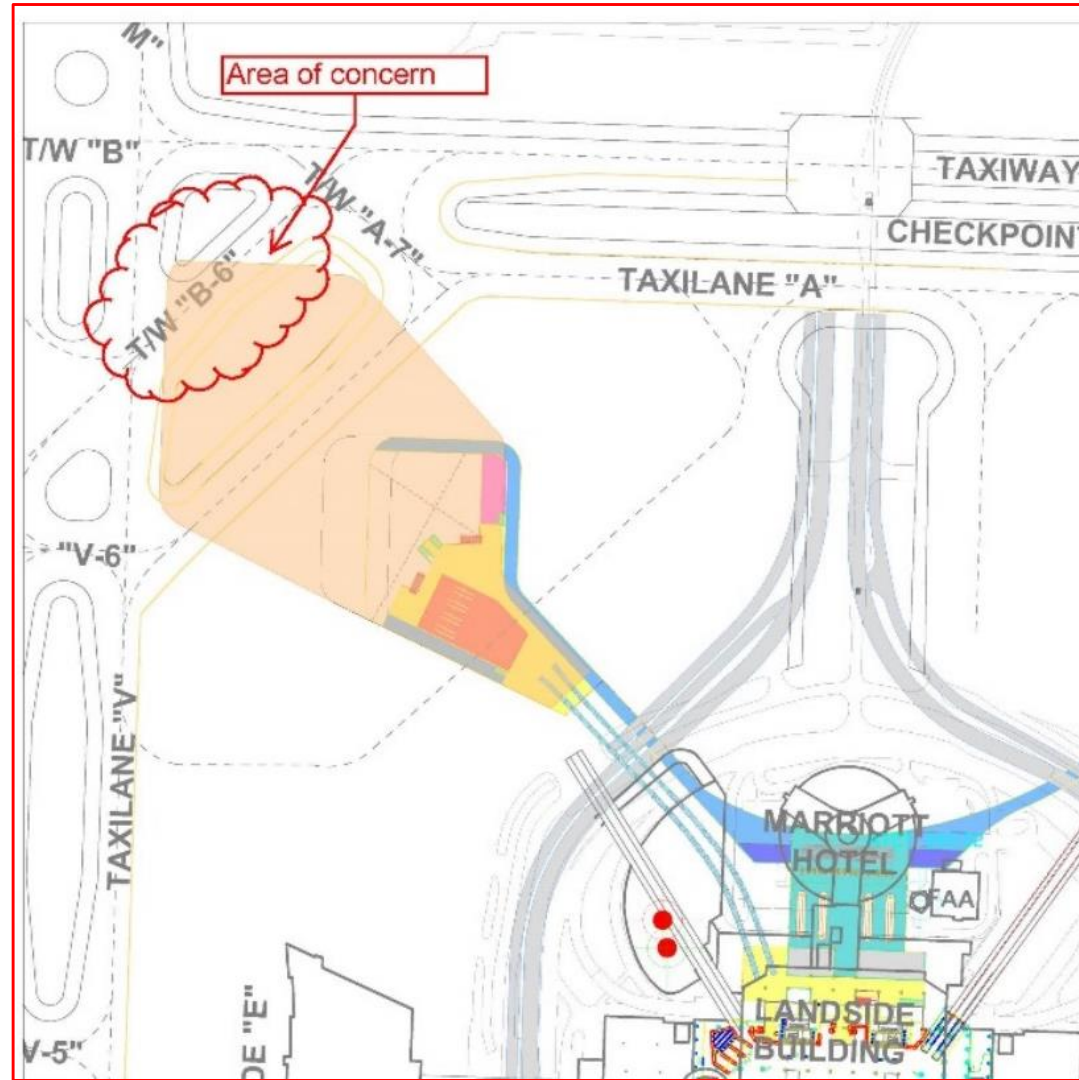 M"
Area of concern
T/W "B"
T/W "A-7"
TAXIWAY
CHECKPOINT
T/W "B-6"
TAXILANE "A"
"V-6"
TAXILANE "V"
MARRIOTT
HOTEL
FAA
LANDSIDE
BUILDING
DE "E"
V-5"